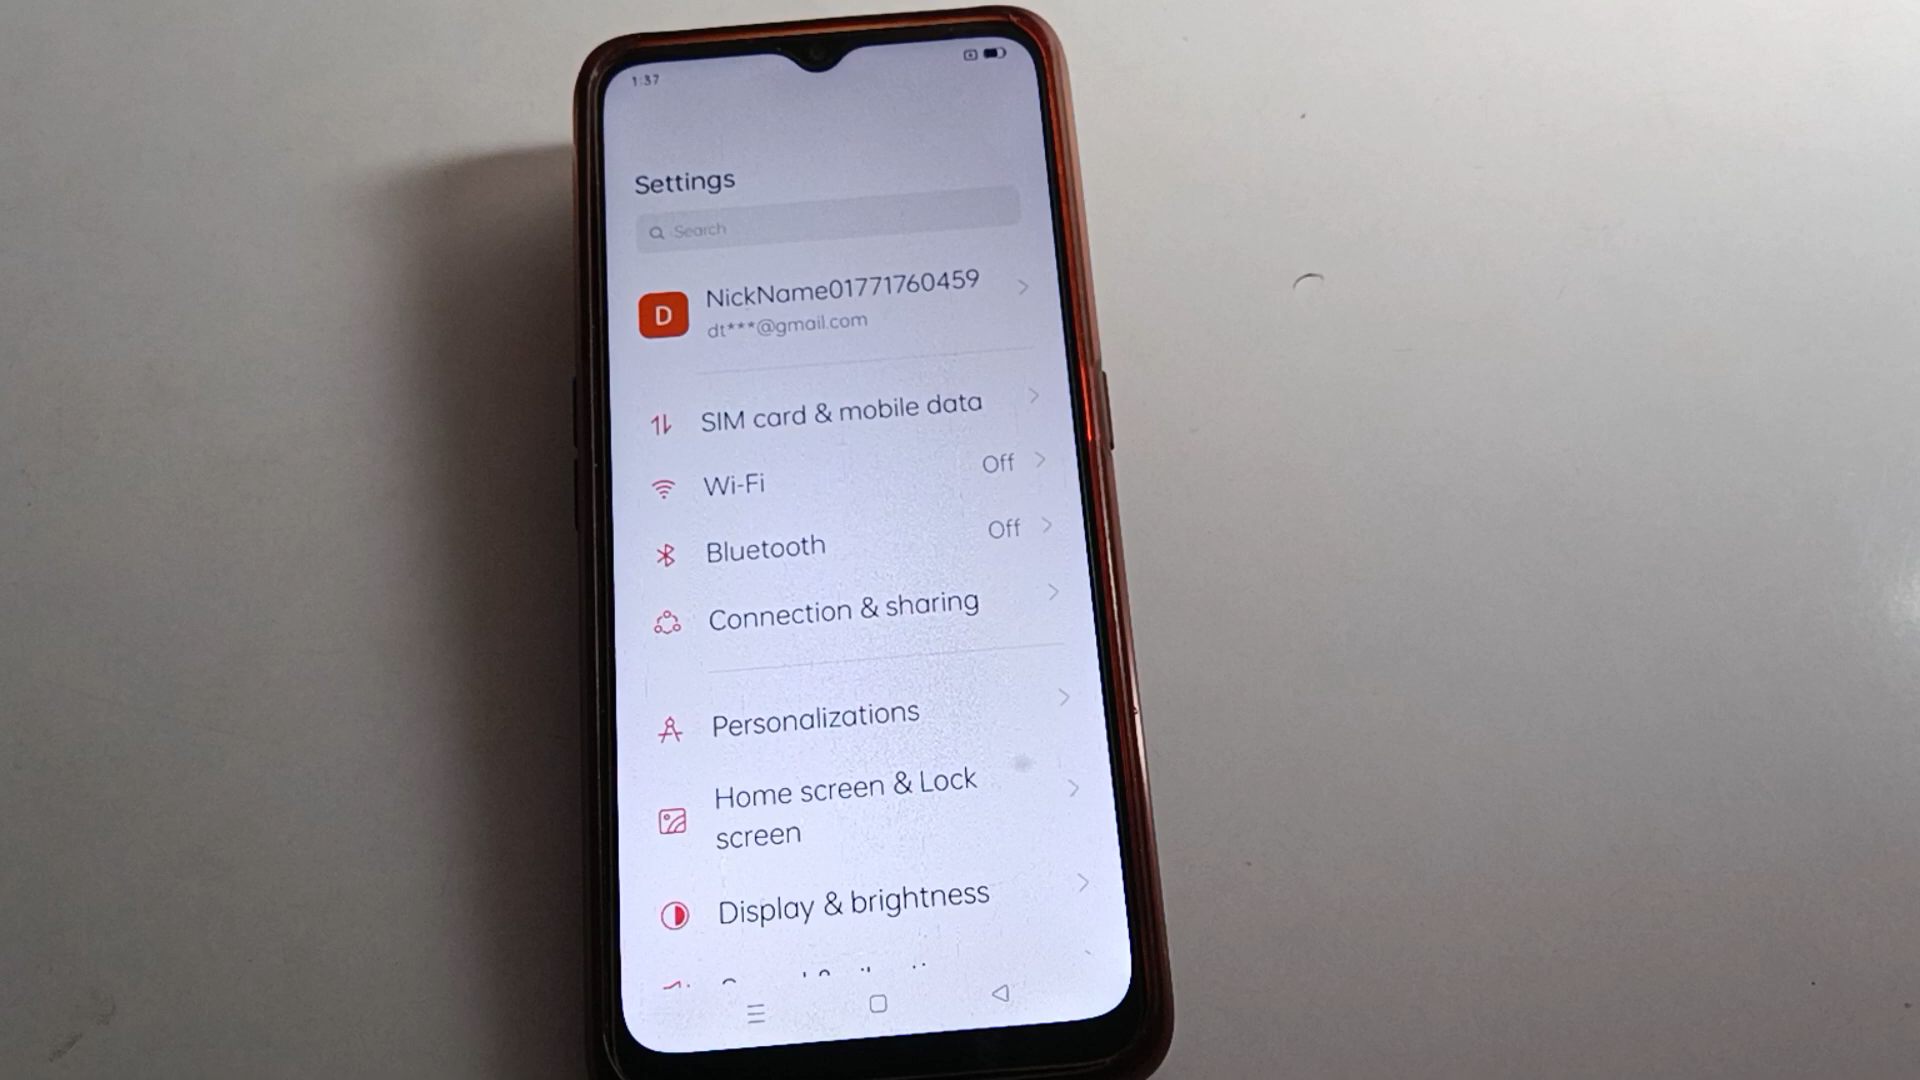 1:37
Settings
Search
D
NickName01771760459
dt***@gmail.com
SIM card & mobile data
Wi-Fi
Off
Bluetooth
Off
Connection & sharing
Personalizations
Home screen & Lock
screen
Display & brightness